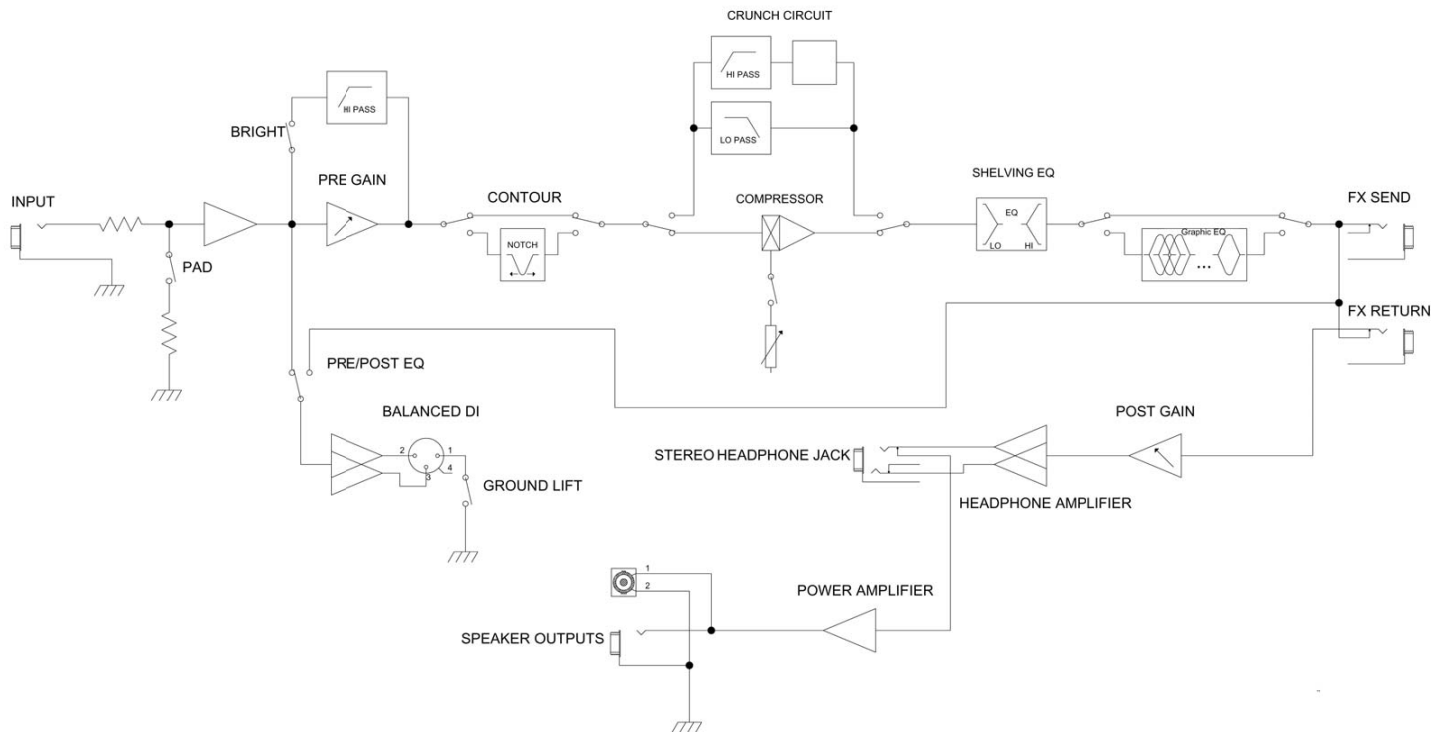 CRUNCH CIRCUIT
HI PASS
HI PASS
BRIGHT
LO PASS
SHELVING EQ
PRE GAIN
INPUT
CONTOUR
COMPRESSOR
FX SEND
EQ
NOTCH
LO HI
Graphic EQ
...
PAD
FX RETURN
PRE/POST EQ
BALANCED DI
POST GAIN
2 1
3 4
STEREO HEADPHONE JACK
GROUND LIFT
HEADPHONE AMPLIFIER
1
2
POWER AMPLIFIER
SPEAKER OUTPUTS